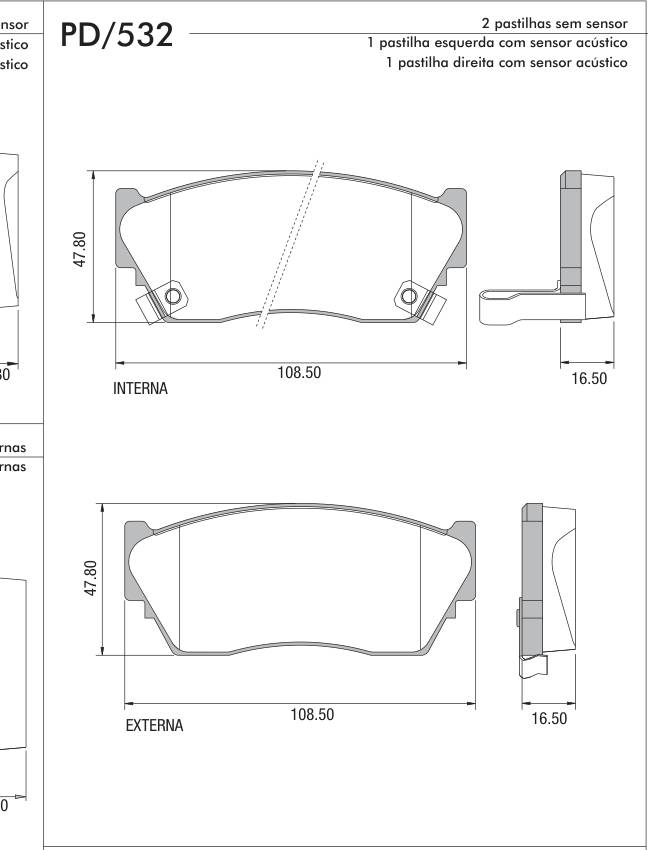 PD/532
2 pastilhas sem sensor
1 pastilha esquerda com sensor acústico
1 pastilha direita com sensor acústico
47.80
108.50
16.50
INTERNA
47.80
108.50
16.50
EXTERNA